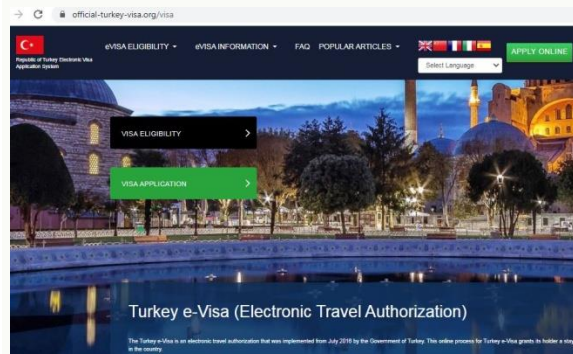 official-turkey-visa.org/visa
Republic of Turkey Electronic Visa
Application System
eVISA ELIGIBILITY
eVISA INFORMATION
FAQ
POPULAR ARTICLES
Select Language
APPLY ONLINE
VISA ELIGIBILITY
VISA APPLICATION
Turkey e-Visa (Electronic Travel Authorization)
The Turkey e-Visa is an electronic travel authorization that was implemented from July 2016 by the Government of Turkey. This online process for Turkey e-Visa grants its holder a stay
in the country.